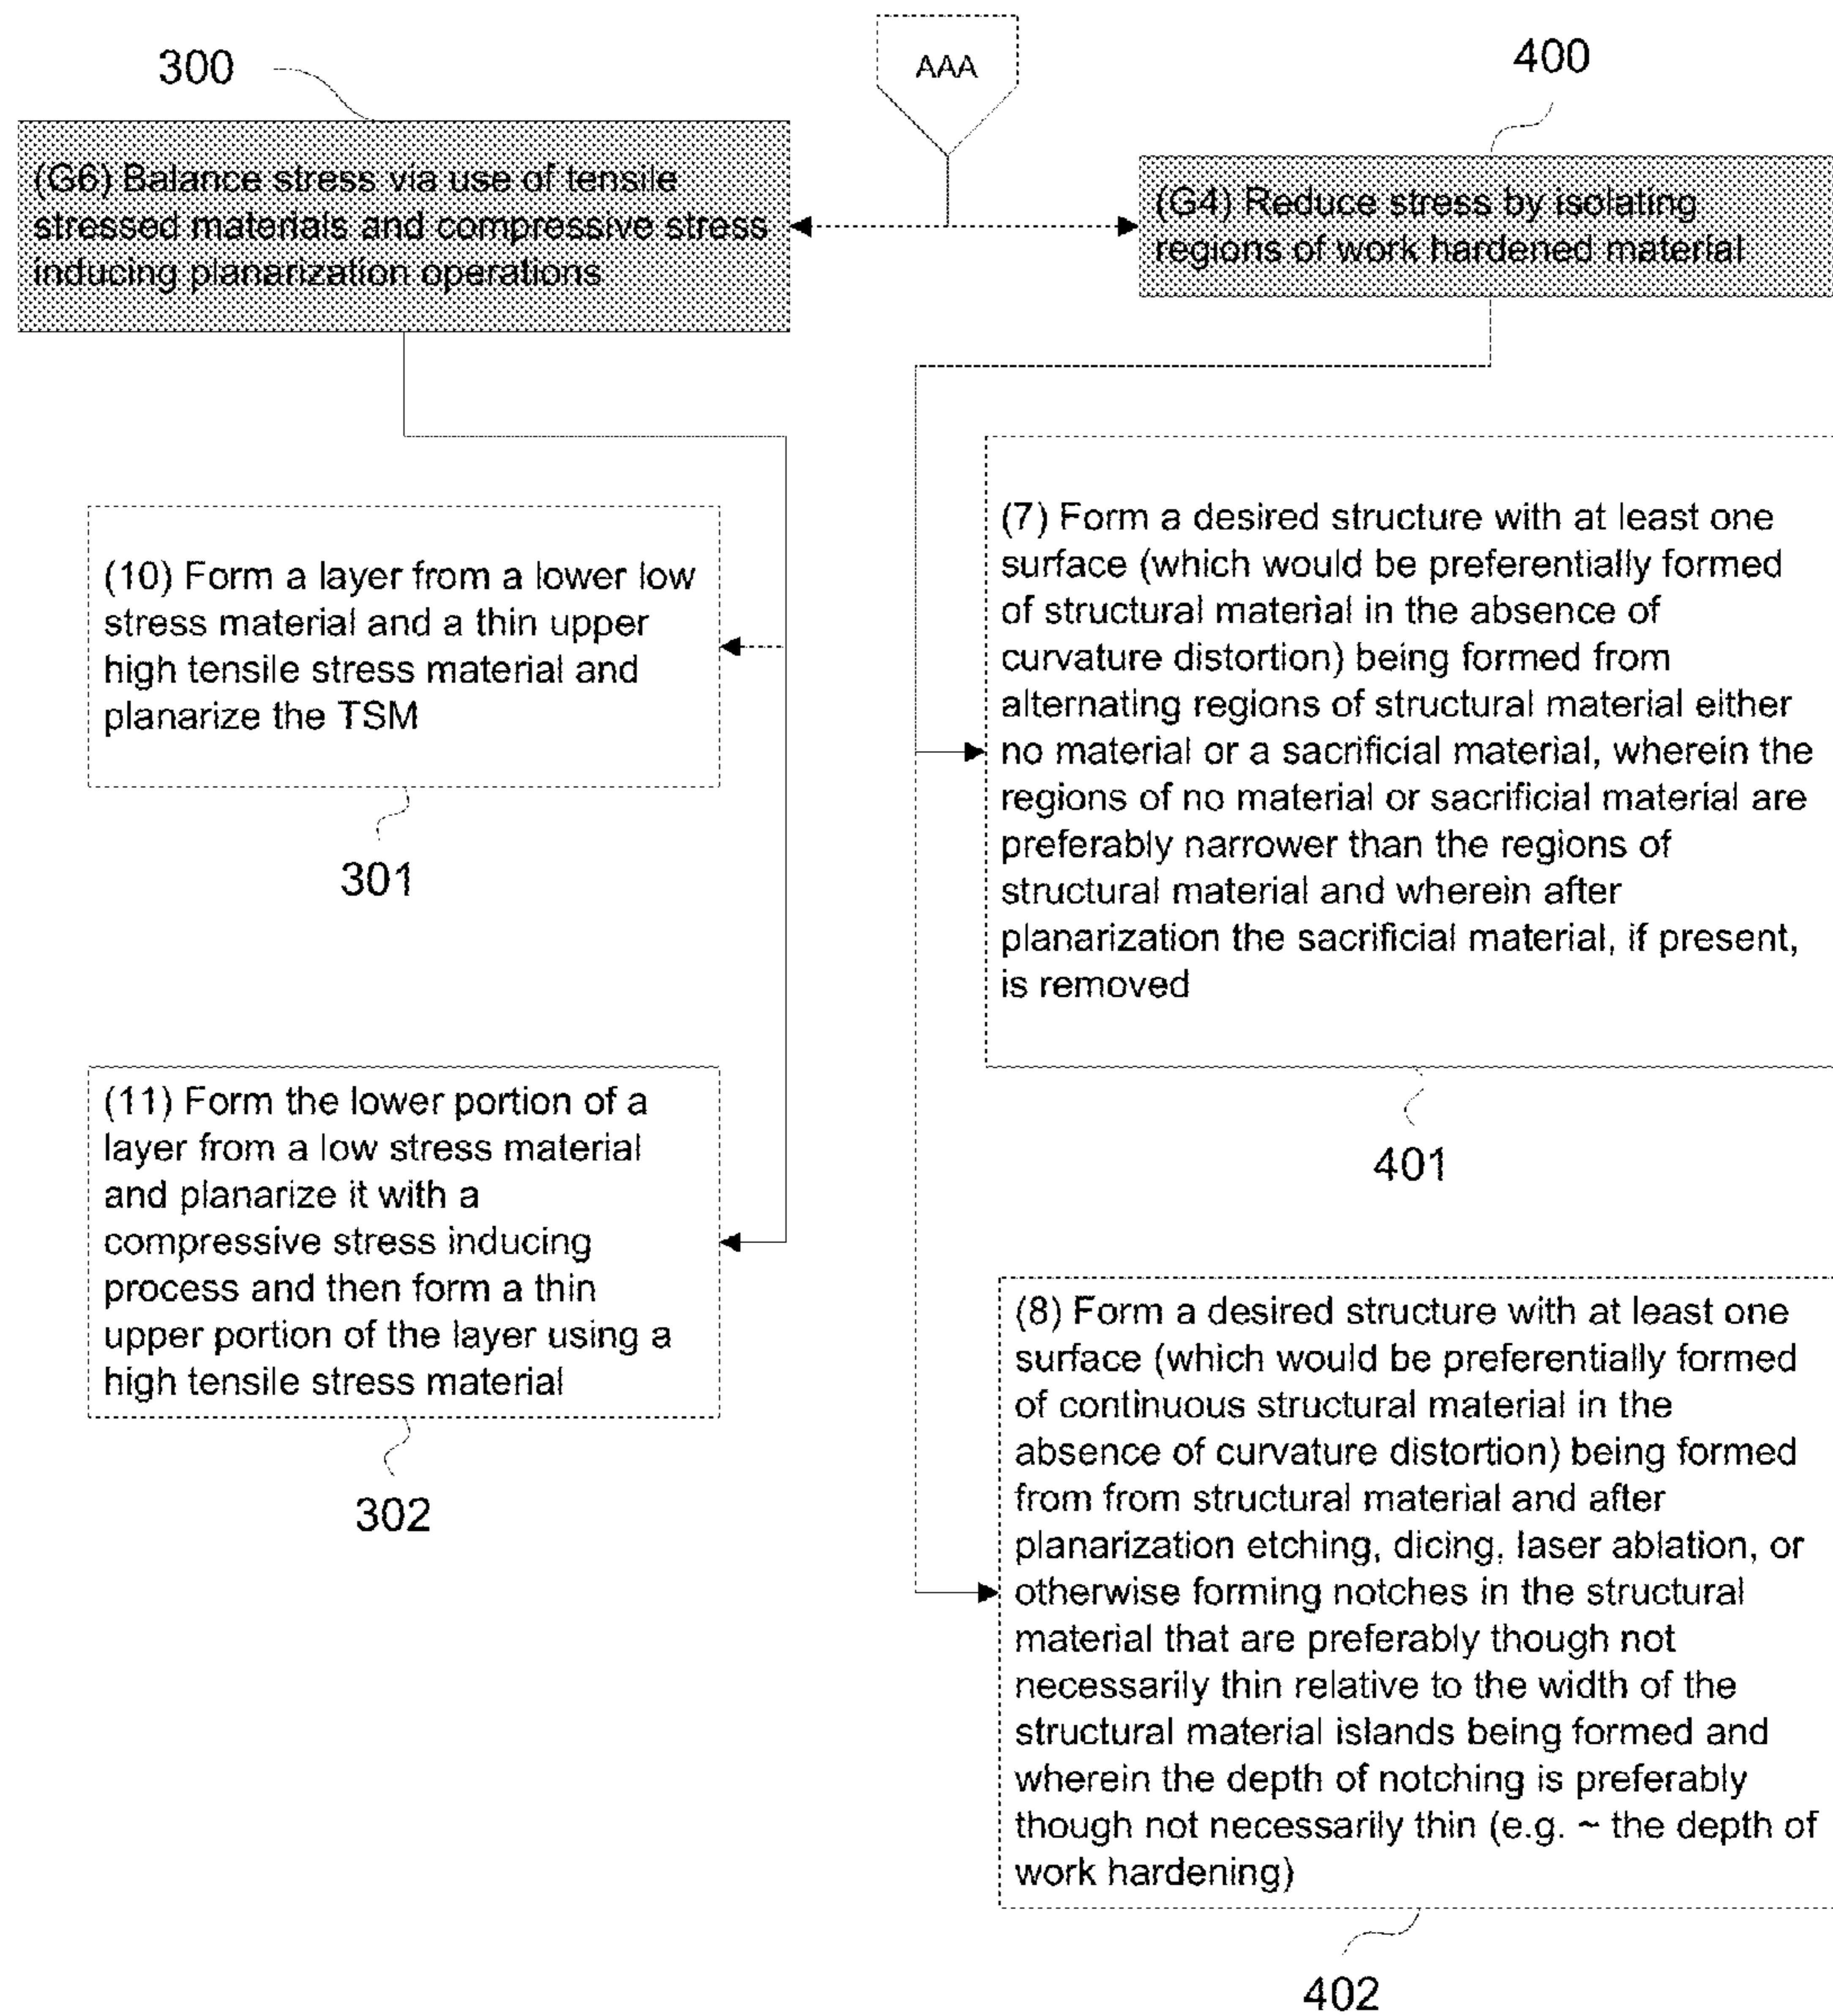 AAA
300
(G6) Balance stress via use of tensile
stressed materials and compressive stress
inducing planarization operations
(10) Form a layer from a lower low
stress material and a thin upper
high tensile stress material and
planarize the TSM
301
(11) Form the lower portion of a
layer from a low stress material
and planarize it with a
compressive stress inducing
process and then form a thin
upper portion of the layer using a
high tensile stress material
302
400
(G4) Reduce stress by isolating
regions of work hardened material
(7) Form a desired structure with at least one
surface (which would be preferentially formed
of structural material in the absence of
curvature distortion) being formed from
alternating regions of structural material either
no material or a sacrificial material, wherein the
regions of no material or sacrificial material are
preferably narrower than the regions of
structural material and wherein after
planarization the sacrificial material, if present,
is removed
401
(8) Form a desired structure with at least one
surface (which would be preferentially formed
of continuous structural material in the
absence of curvature distortion) being formed
from from structural material and after
planarization etching, dicing, laser ablation, or
otherwise forming notches in the structural
material that are preferably though not
necessarily thin relative to the width of the
structural material islands being formed and
wherein the depth of notching is preferably
though not necessarily thin (e.g. ~ the depth of
work hardening)
402